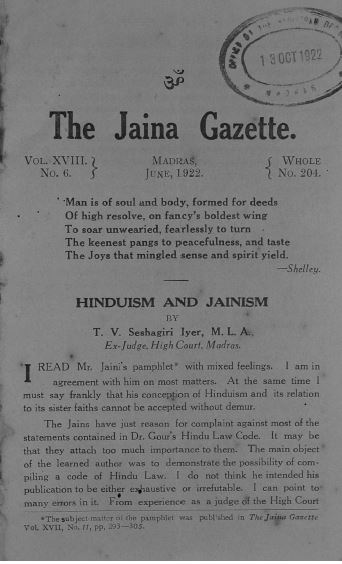 13 OCT 1922
ॐ
The Jaina Gazette.
VOL. XVIII. MADRAS, WHOLE
No. 6. JUNE, 1922. No. 204.
Man is of soul and body, formed for deeds
Of high resolve, on fancy's boldest wing
To soar unwearied, fearlessly to turn
The keenest pangs to peacefulness, and taste
The Joys that mingled sense and spirit yield.
—Shelley.
HINDUISM AND JAINISM
BY
T. V. Seshagiri Iyer, M. L. A.,
Ex-Judge, High Court, Madras.
I READ Mr. Jaini's pamphlet* with mixed feelings. I am in
agreement with him on most matters. At the same time I
must say frankly that his conception of Hinduism and its relation
to its sister faiths cannot be accepted without demur.
The Jains have just reason for complaint against most of the
statements contained in Dr. Gour's Hindu Law Code. It may be
that they attach too much importance to them. The main object
of the learned author was to demonstrate the possibility of com-
piling a code of Hindu Law. I do not think he intended his
publication to be either exhaustive or irrefutable. I can point to
many errors in it. From experience as a judge of the High Court
*The subject-matter of the pamphlet was published in The Jaina Gazette
Vol. XVII, No. 11, pp. 293—305.